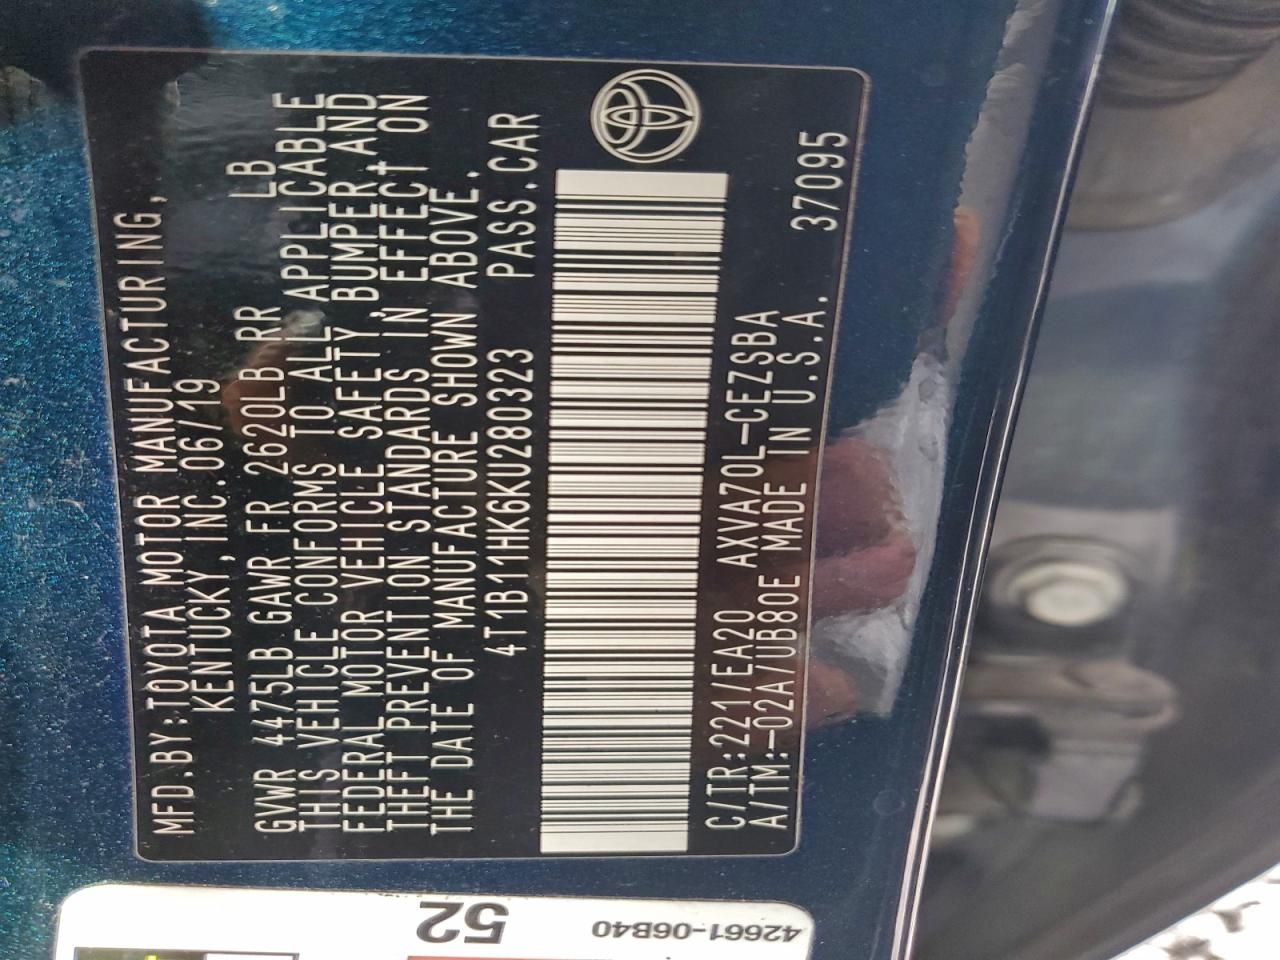 MFD.BY:TOYOTA MOTOR MANUFACTURING,
KENTUCKY,INC.06/19
GVWR 4475LB GAWR FR 2620LB RR LB
THIS VEHICLE CONFORMS TO ALL APPLICABLE
FEDERAL MOTOR VEHICLE SAFETY,BUMPER,AND
THEFT PREVENTION STANDARDS IN EFFECT ON
THE DATE OF MANUFACTURE SHOWN ABOVE.
4T1B11HK6KU280323 PASS.CAR
C/TR:221/EA20 AXVA70L-CEZSBA
A/TM:-02A/UB80E MADE IN U.S.A. 37095
52
42661-06B40